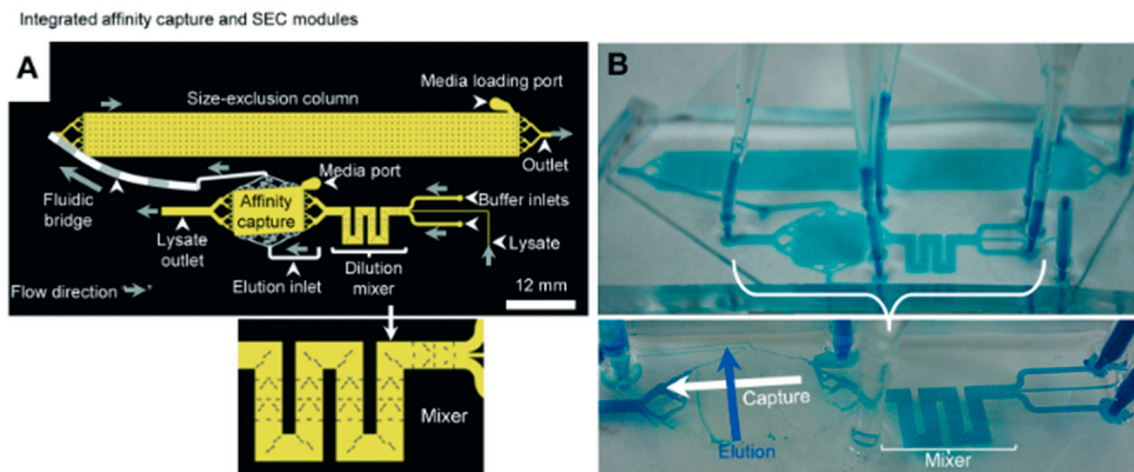 Integrated affinity capture and SEC modules
A
Size-exclusion column
Media loading port
Outlet
Fluidic
bridge
Media port
Affinity
capture
Buffer inlets
Lysate
outlet
Elution inlet
Dilution
mixer
Lysate
Flow direction
12 mm
Mixer
B
Capture
Elution
Mixer